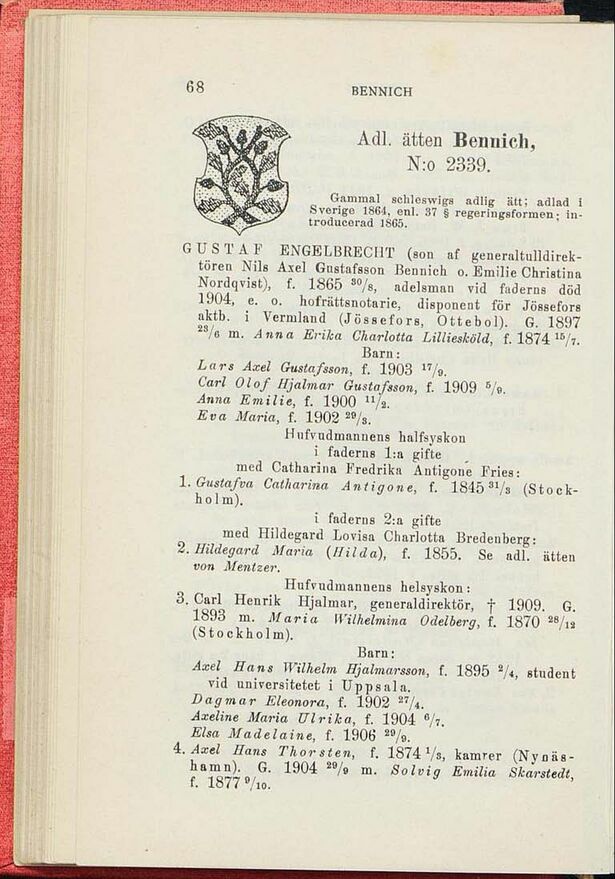 68
BENNICH
Adl. ätten Bennich,
N:o 2339.
Gammal schleswigs adlig ätt; adlad i
Sverige 1864, enl. 37 § regeringsformen; in-
troducerad 1865.
GUSTAF ENGELBRECHT (son af generaltulldirek-
tören Nils Axel Gustafsson Bennich o. Emilie Christina
Nordqvist), f. 1865 30/8, adelsman vid faderns död
1904, e. o. hofrättsnotarie, disponent för Jössefors
aktb. i Vermland (Jössefors, Ottebol). G. 1897
28/6 m. Anna Erika Charlotta Lilliesköld, f. 1874 15/7.
Barn:
Lars Axel Gustafsson, f. 1903 17/9.
Carl Olof Hjalmar Gustafsson, f. 1909 5/9.
Anna Emilie, f. 1900 11/2.
Eva Maria, f. 1902 29/3.
Hufvudmannens halfsyskon
i faderns 1:a gifte
med Catharina Fredrika Antigone Fries:
1. Gustafva Catharina Antigone, f. 1845 31/3 (Stock-
holm).
i faderns 2:a gifte
med Hildegard Lovisa Charlotta Bredenberg:
2. Hildegard Maria (Hilda), f. 1855. Se adl. ätten
von Mentzer.
Hufvudmannens helsyskon:
3. Carl Henrik Hjalmar, generaldirektör, † 1909. G.
1893 m. Maria Wilhelmina Odelberg, f. 1870 28/12
(Stockholm).
Barn:
Axel Hans Wilhelm Hjalmarsson, f. 1895 2/4, student
vid universitetet i Uppsala.
Dagmar Eleonora, f. 1902 27/4.
Axeline Maria Ulrika, f. 1904 6/7.
Elsa Madelaine, f. 1906 29/9.
4. Axel Hans Thorsten, f. 1874 1/3, kamrer (Nynäs-
hamn). G. 1904 29/9 m. Solvig Emilia Skarstedt,
f. 1877 9/10.